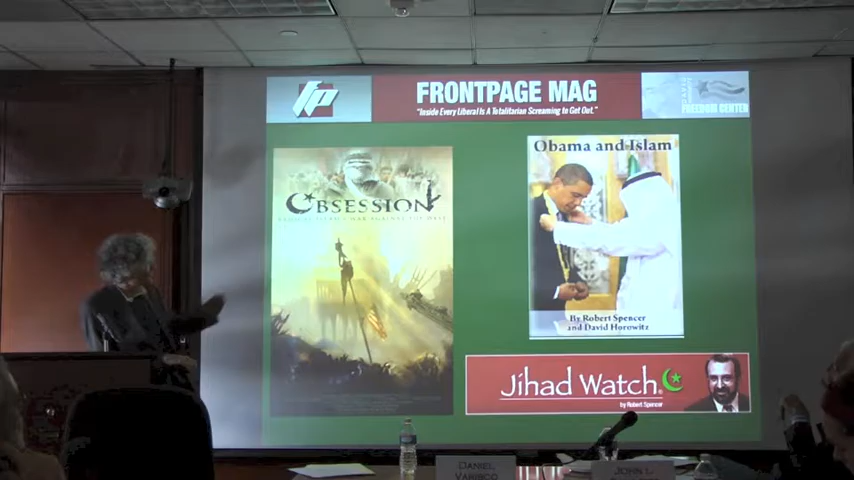 fp
FRONTPAGE MAG
"Inside Every Liberal Is A Totalitarian Screaming to Get Out."
FREEDOM CENTER
OBSESSION
Obama and Islam
By Robert Spencer
and David Horowitz
Jihad Watch
by Robert Spencer
DANIEL
JOHN L.